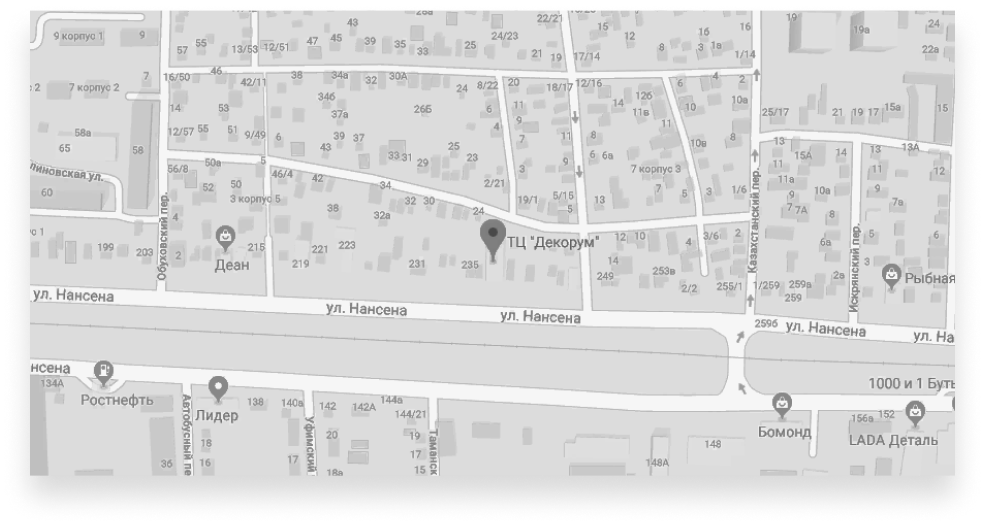 9 корпус 1
9
57
55
13/53
12/51
47
45
43
39
35
33
25
24/23
22/21
21
19
17/14
15
12
8
3
1а
16
16
1/14
19
19а
24
22а
7
7 корпус 2
16/50
46
42/11
38
34а
32
30А
24
8/22
20
18/17
12/16
6
4
2
14
53
346
37а
265
6
11
9
14
126
11в
10
10а
25/17
21
19
17
15а
15
58а
65
58
12/57
55
51
9/49
6
39
37
43
33
31
29
25
23
4
7
11
8
10в
2
13
13
13А
линовская ул.
60
56/8
50а
5
46/4
42
34
2/21
3
9
6
6а
7 корпус 3
7
5
3
1/6
11
15А
11а
9
10а
11
9
12
52
50
3 корпус 5
38
32а
32
30
24
19/1
5/15
5
13
7
7А
8
7а
ус 1
199
203
Обуховский пер.
4
2
Деан
215
219
221
223
231
235
ТЦ "Декорум"
12
10
4
3/6
2
249
253в
2/2
255/1
Казахстанский пер.
1/259
259а
259
6а
2а
Искрянский пер.
6
3
Рыбная
ул. Нансена
ул. Нансена
ул. Нансена
259б
ул. Нансена
ул. На
нсена
134А
Ростнефть
Автобусный пе
Лидер
138
140а
142
142А
144а
144/21
1000 и 1 Буть
Бомонд
156а
152
LADA Деталь
18
16
36
Уфимский
17
20
18а
19
17
15
Таманск
148А
148